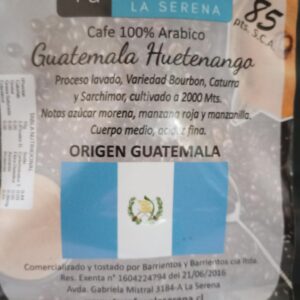 LA SERENA
85
pts. S.C.A.
Cafe 100% Arabico
Guatemala Huetenango
Proceso lavado, Variedad Bourbon, Caturra
y Sarchimor, cultivado a 2000 Mts.
Notas azúcar morena, manzana roja y manzanilla.
Cuerpo medio, acidez fina.
ORIGEN GUATEMALA
TABLA NUTRICIONAL
Comercializado y tostado por Barrientos y Barrientos cia ltda.
Res. Exenta n° 1604224794 del 21/06/2016
Avda. Gabriela Mistral 3184-A La Serena